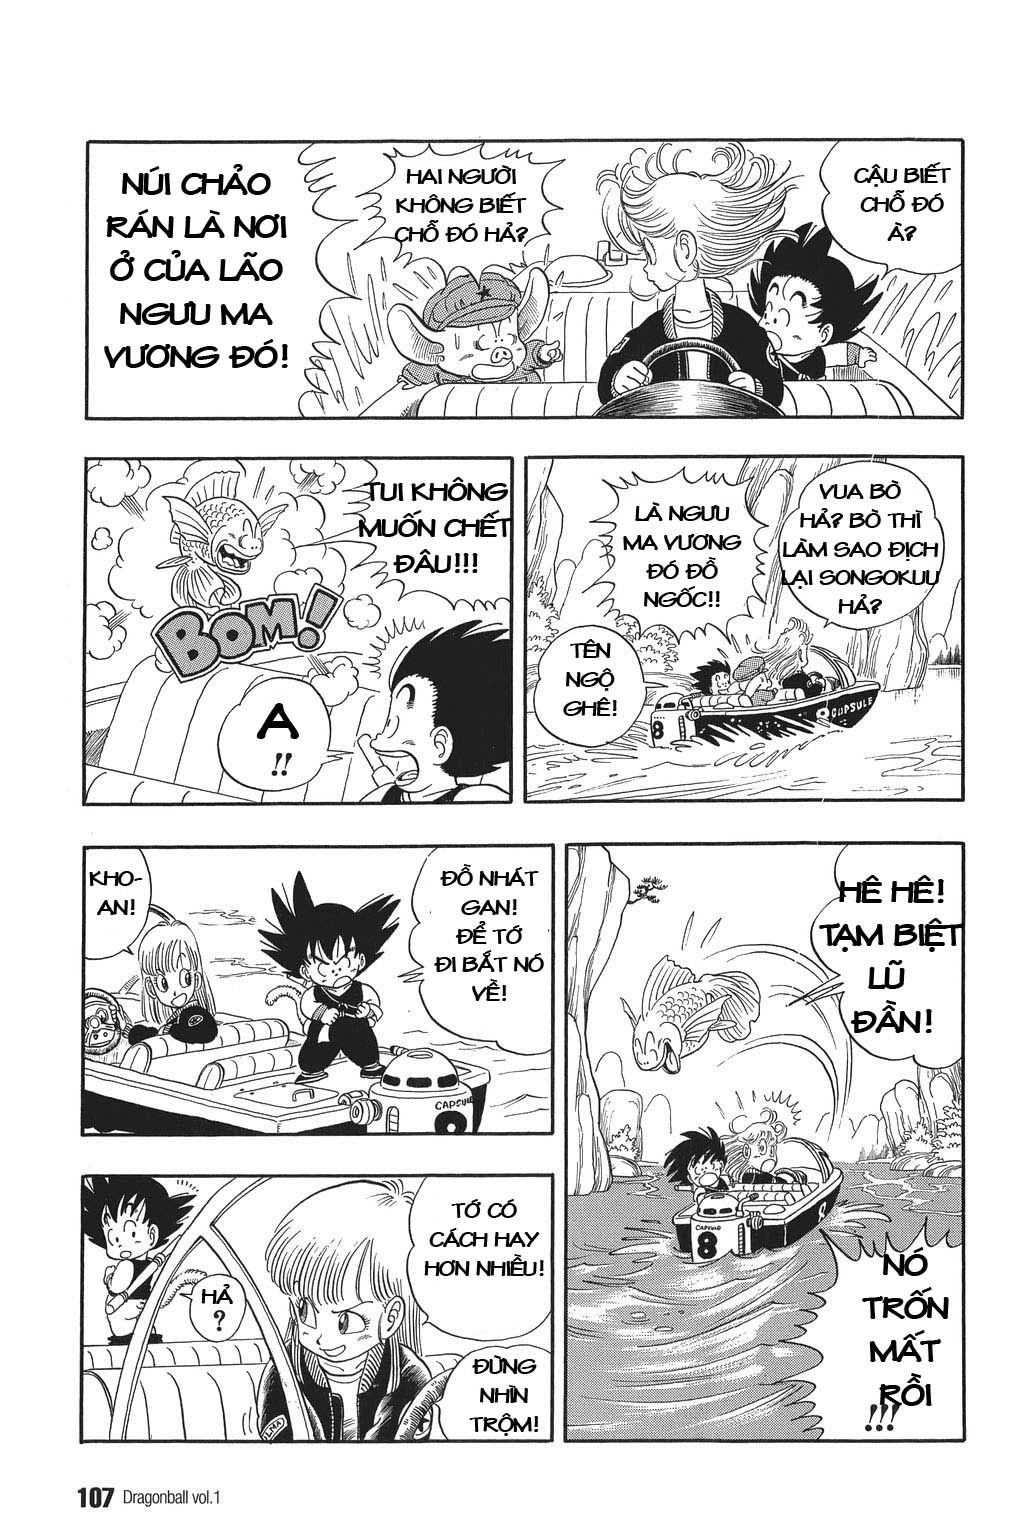 CẬU BIẾT
CHỖ ĐÓ
À?
HAI NGƯỜI
KHÔNG BIẾT
CHỖ ĐÓ HẢ?
NÚI CHẢO
RÁN LÀ NƠI
Ở CỦA LÃO
NGƯU MA
VƯƠNG ĐÓ!
VUA BÒ
HẢ? BÒ THÌ
LÀM SAO ĐỊCH
LẠI SONGOKUU
HẢ?
LÀ NGƯU
MA VƯƠNG
ĐÓ ĐỒ
NGỐC!!
TÊN
NGỘ
GHÊ!
8 CUPSULE
8
TUI KHÔNG
MUỐN CHẾT
ĐÂU!!!
BOM!
A
!!
HÊ HÊ!
TẠM BIỆT
LŨ
ĐẦN!
CAPSULE
8
8
NÓ
TRỐN
MẤT
RỒI
!!!
ĐỒ NHÁT
GAN!
ĐỂ TỚ
ĐI BẮT NÓ
VỀ!
KHO-
AN!
CAPSULE
8
TỚ CÓ
CÁCH HAY
HƠN NHIỀU!
HẢ
?
ĐỪNG
NHÌN
TRỘM!
LMA
107 Dragonball vol.1